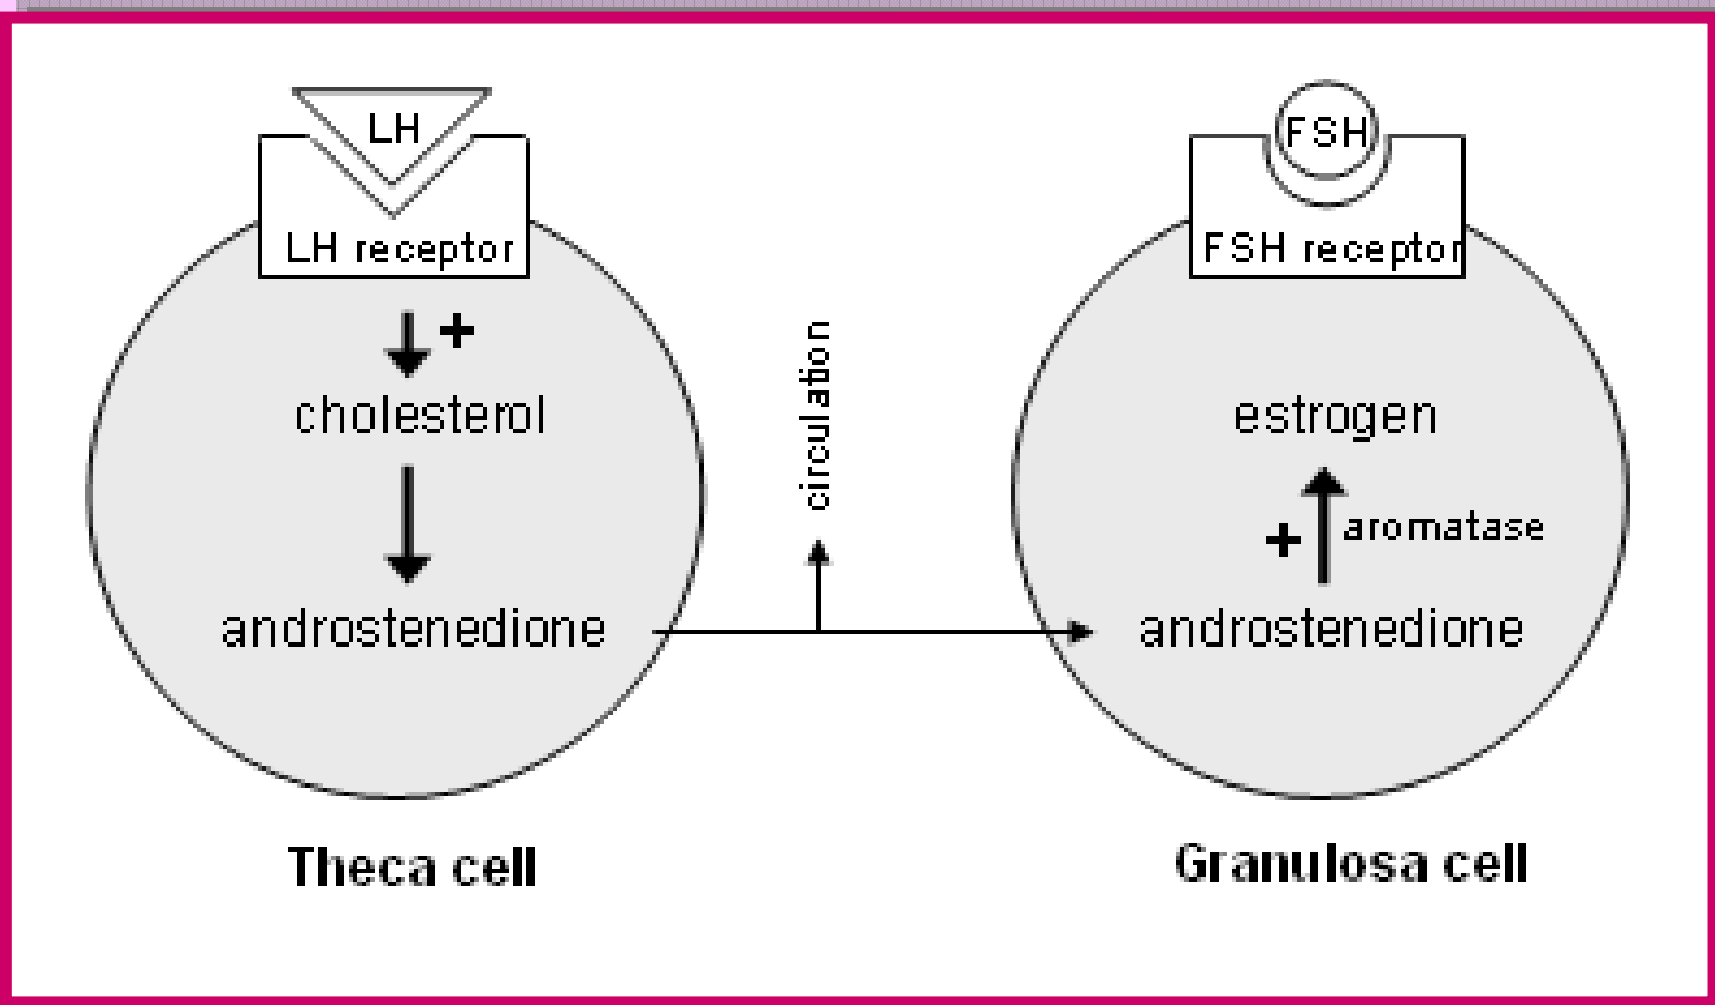 LH
LH receptor
+
cholesterol
androstenedione
Theca cell
circulation
FSH
FSH receptor
estrogen
+ aromatase
androstenedione
Granulosa cell